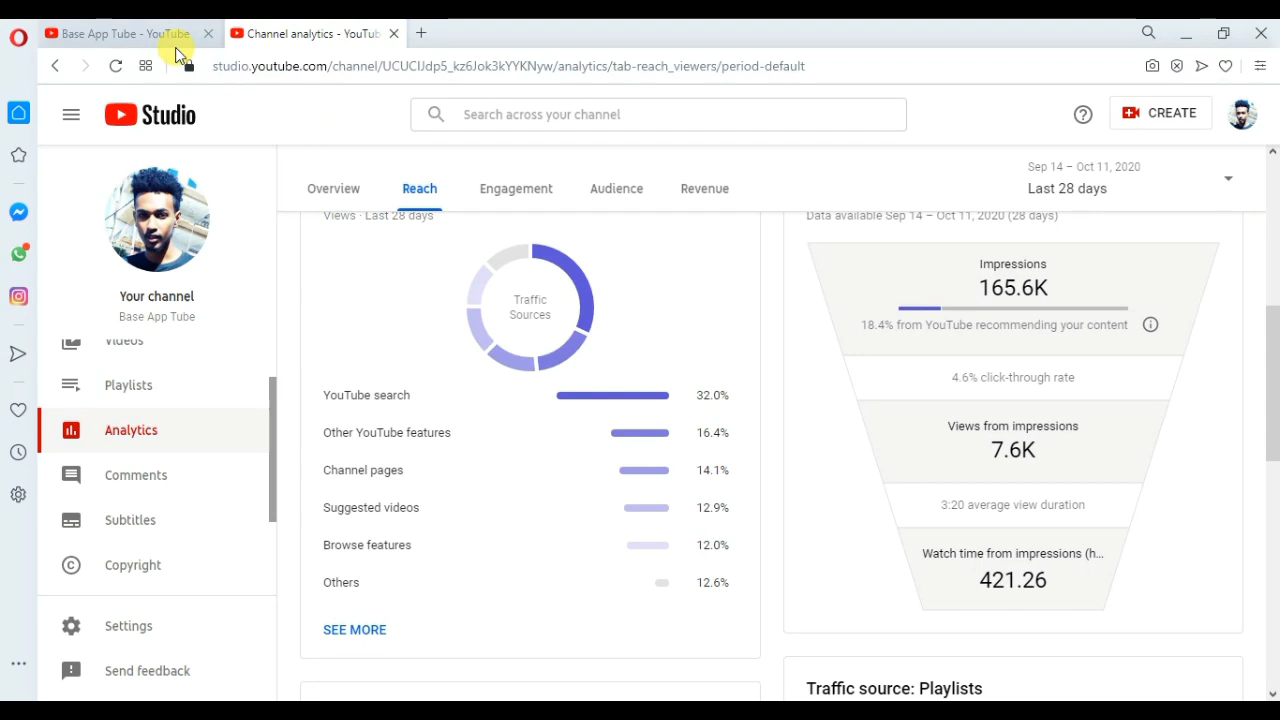 Base App Tube - YouTube
Channel analytics - YouTub
studio.youtube.com/channel/UCUCIJdp5_kz6Jok3kYYKNyw/analytics/tab-reach_viewers/period-default
Studio
Search across your channel
CREATE
Your channel
Base App Tube
Videos
Playlists
Analytics
Comments
Subtitles
Copyright
Settings
Send feedback
Overview
Reach
Engagement
Audience
Revenue
Sep 14 – Oct 11, 2020
Last 28 days
Views · Last 28 days
Traffic
Sources
YouTube search 32.0%
Other YouTube features 16.4%
Channel pages 14.1%
Suggested videos 12.9%
Browse features 12.0%
Others 12.6%
SEE MORE
Data available Sep 14 – Oct 11, 2020 (28 days)
Impressions
165.6K
18.4% from YouTube recommending your content
4.6% click-through rate
Views from impressions
7.6K
3:20 average view duration
Watch time from impressions (h...
421.26
Traffic source: Playlists